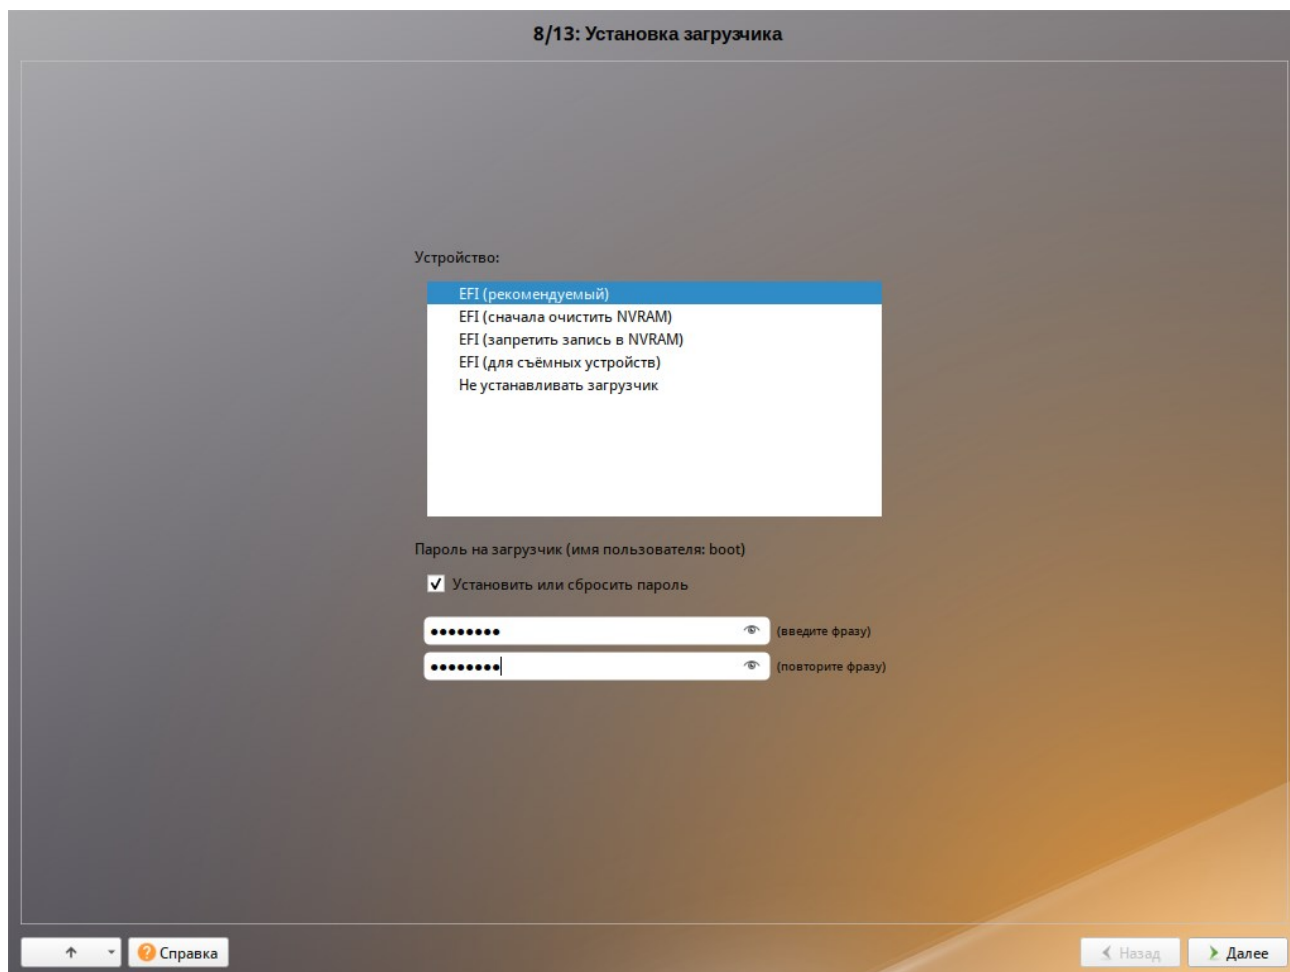 8/13: Установка загрузчика
Устройство:
EFI (рекомендуемый)
EFI (сначала очистить NVRAM)
EFI (запретить запись в NVRAM)
EFI (для съёмных устройств)
Не устанавливать загрузчик
Пароль на загрузчик (имя пользователя: boot)
Установить или сбросить пароль
(введите фразу)
(повторите фразу)
Справка
Назад
Далее